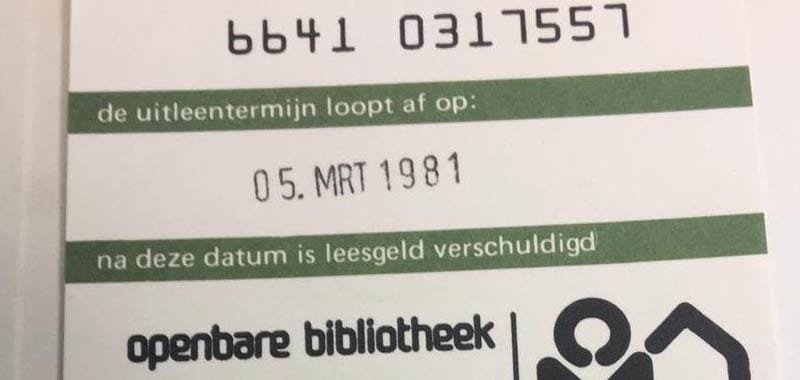 6641 0317557
de uitleentermijn loopt af op:
05. MRT 1981
na deze datum is leesgeld verschuldigd
openbare bibliotheek